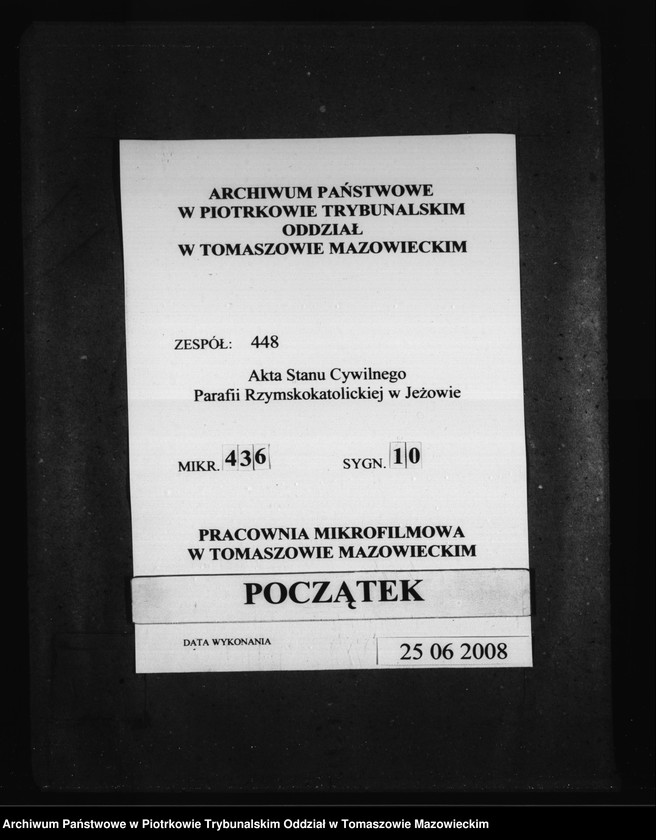 ARCHIWUM PAŃSTWOWE
W PIOTRKOWIE TRYBUNALSKIM
ODDZIAŁ
W TOMASZOWIE MAZOWIECKIM
ZESPÓŁ: 448
Akta Stanu Cywilnego
Parafii Rzymskokatolickiej w Jeżowie
MIKR. 436 SYGN. 10
PRACOWNIA MIKROFILMOWA
W TOMASZOWIE MAZOWIECKIM
POCZĄTEK
DATA WYKONANIA 25 06 2008
Archiwum Państwowe w Piotrkowie Trybunalskim Oddział w Tomaszowie Mazowieckim